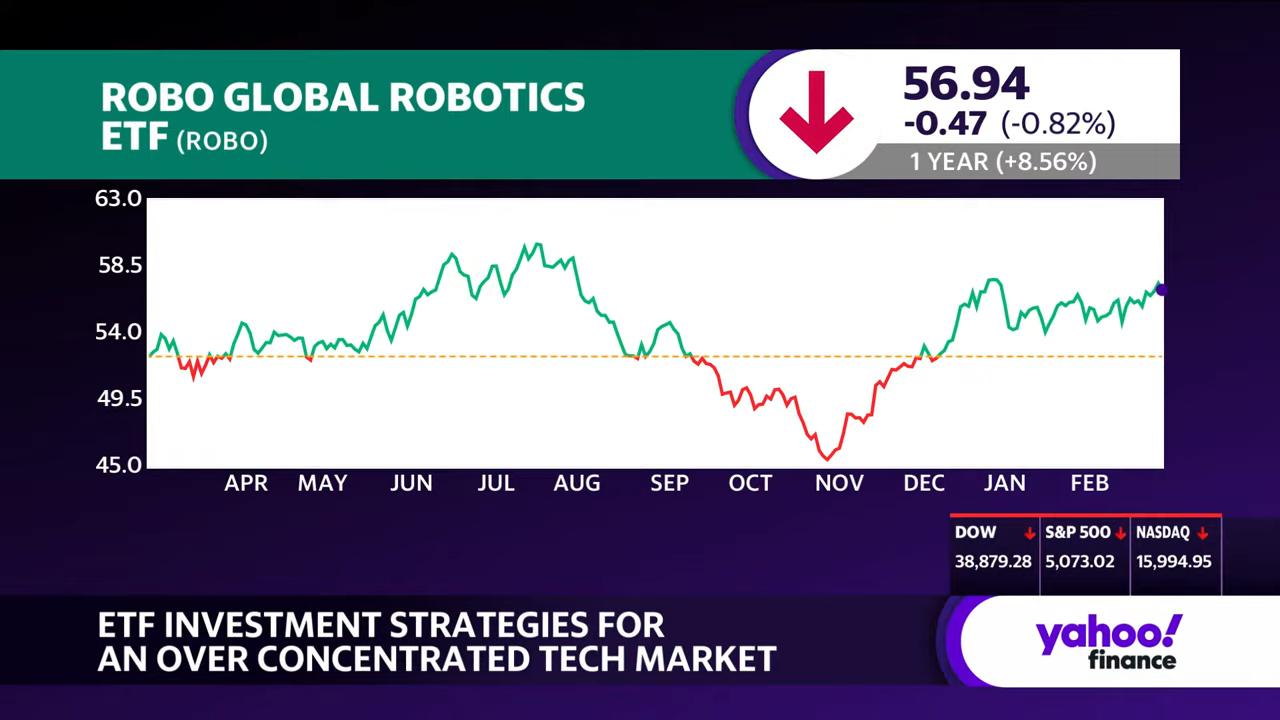 ROBO GLOBAL ROBOTICS
ETF (ROBO)
56.94
-0.47 (-0.82%)
1 YEAR (+8.56%)
63.0
58.5
54.0
49.5
45.0
APR MAY JUN JUL AUG SEP OCT NOV DEC JAN FEB
DOW S&P 500 NASDAQ
38,879.28 5,073.02 15,994.95
ETF INVESTMENT STRATEGIES FOR
AN OVER CONCENTRATED TECH MARKET
yahoo!
finance